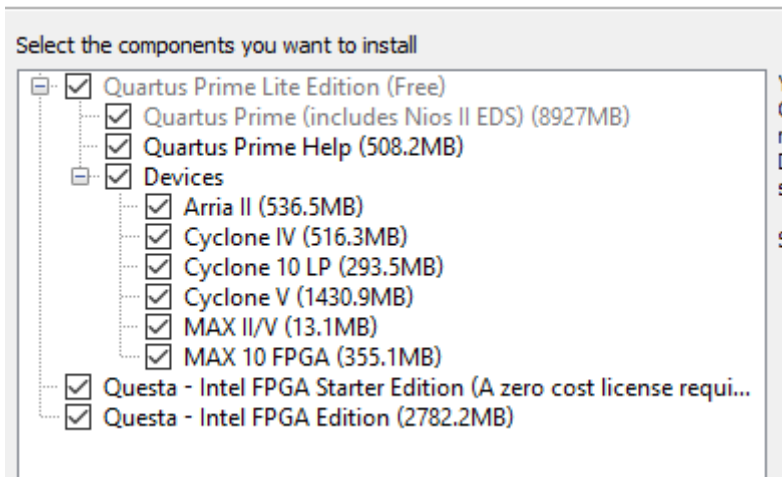 Select the components you want to install
Quartus Prime Lite Edition (Free)
Quartus Prime (includes Nios II EDS) (8927MB)
Quartus Prime Help (508.2MB)
Devices
Arria II (536.5MB)
Cyclone IV (516.3MB)
Cyclone 10 LP (293.5MB)
Cyclone V (1430.9MB)
MAX II/V (13.1MB)
MAX 10 FPGA (355.1MB)
Questa - Intel FPGA Starter Edition (A zero cost license requi...
Questa - Intel FPGA Edition (2782.2MB)